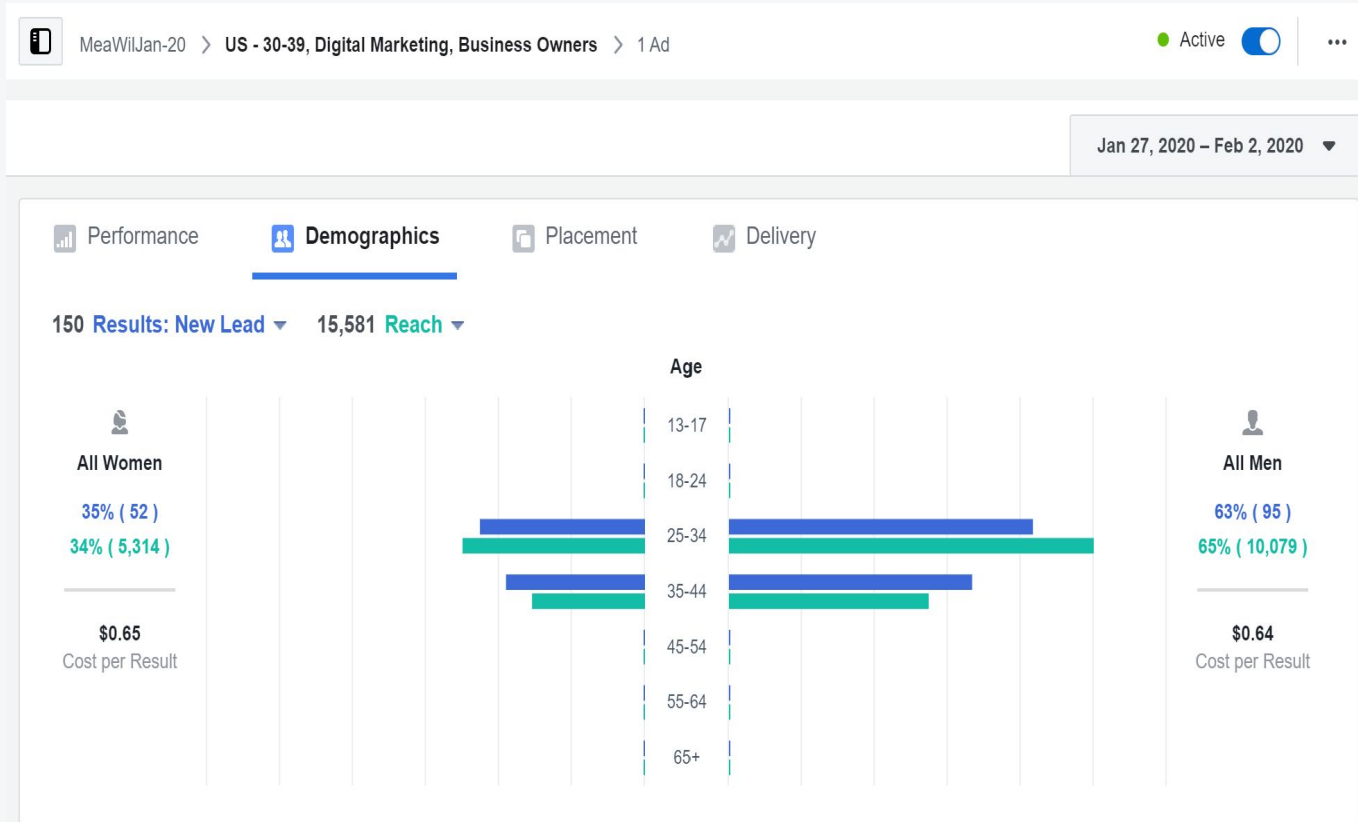 MeaWilJan-20 > US - 30-39, Digital Marketing, Business Owners > 1 Ad
Active
Jan 27, 2020 – Feb 2, 2020
Performance
Demographics
Placement
Delivery
150 Results: New Lead
15,581 Reach
Age
All Women
35% ( 52 )
34% ( 5,314 )
$0.65
Cost per Result
13-17
18-24
25-34
35-44
45-54
55-64
65+
All Men
63% ( 95 )
65% ( 10,079 )
$0.64
Cost per Result